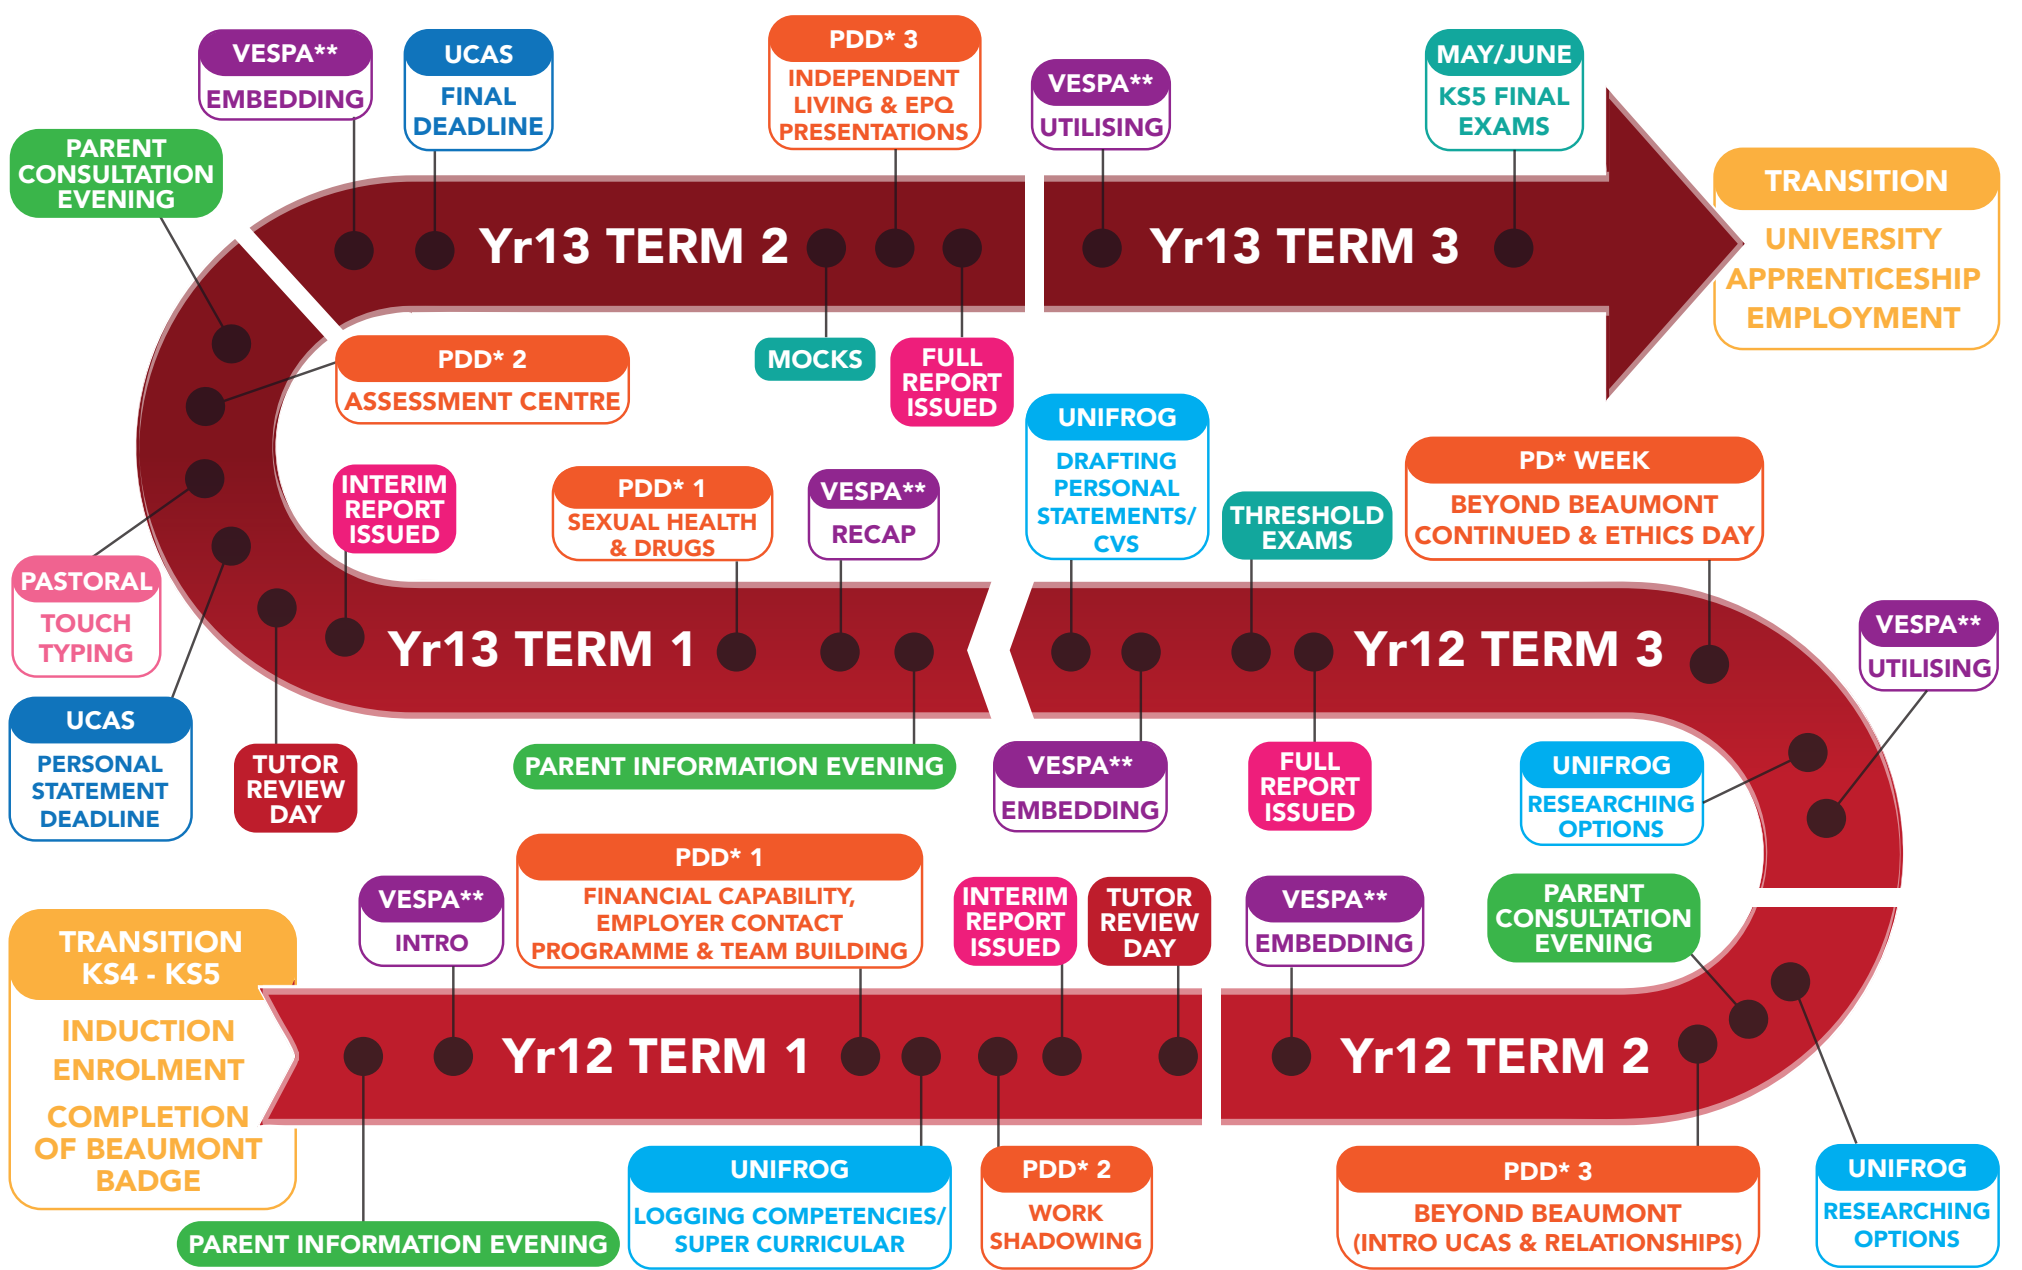 VESPA**
EMBEDDING
UCAS
FINAL
DEADLINE
PDD* 3
INDEPENDENT
LIVING & EPQ
PRESENTATIONS
VESPA**
UTILISING
MAY/JUNE
KS5 FINAL
EXAMS
PARENT
CONSULTATION
EVENING
TRANSITION
UNIVERSITY
APPRENTICESHIP
EMPLOYMENT
Yr13 TERM 2
Yr13 TERM 3
PDD* 2
ASSESSMENT CENTRE
MOCKS
FULL
REPORT
ISSUED
UNIFROG
DRAFTING
PERSONAL
STATEMENTS/
CVS
THRESHOLD
EXAMS
PD* WEEK
BEYOND BEAUMONT
CONTINUED & ETHICS DAY
INTERIM
REPORT
ISSUED
PDD* 1
SEXUAL HEALTH
& DRUGS
VESPA**
RECAP
PASTORAL
TOUCH
TYPING
VESPA**
UTILISING
Yr13 TERM 1
Yr12 TERM 3
UCAS
PERSONAL
STATEMENT
DEADLINE
TUTOR
REVIEW
DAY
PARENT INFORMATION EVENING
VESPA**
EMBEDDING
FULL
REPORT
ISSUED
UNIFROG
RESEARCHING
OPTIONS
TRANSITION
KS4 - KS5
INDUCTION
ENROLMENT
COMPLETION
OF BEAUMONT
BADGE
VESPA**
INTRO
PDD* 1
FINANCIAL CAPABILITY,
EMPLOYER CONTACT
PROGRAMME & TEAM BUILDING
INTERIM
REPORT
ISSUED
TUTOR
REVIEW
DAY
VESPA**
EMBEDDING
PARENT
CONSULTATION
EVENING
Yr12 TERM 1
Yr12 TERM 2
PARENT INFORMATION EVENING
UNIFROG
LOGGING COMPETENCIES/
SUPER CURRICULAR
PDD* 2
WORK
SHADOWING
PDD* 3
BEYOND BEAUMONT
(INTRO UCAS & RELATIONSHIPS)
UNIFROG
RESEARCHING
OPTIONS